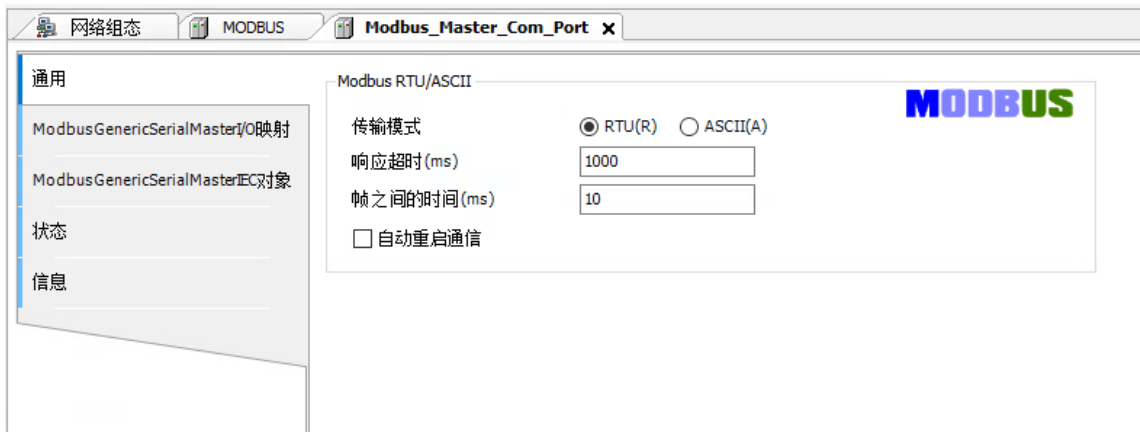 网络组态 MODBUS Modbus_Master_Com_Port
通用
ModbusGenericSerialMasterI/O映射
ModbusGenericSerialMasterIEC对象
状态
信息
Modbus RTU/ASCII
MODBUS
传输模式 RTU(R) ASCII(A)
响应超时(ms) 1000
帧之间的时间(ms) 10
自动重启通信